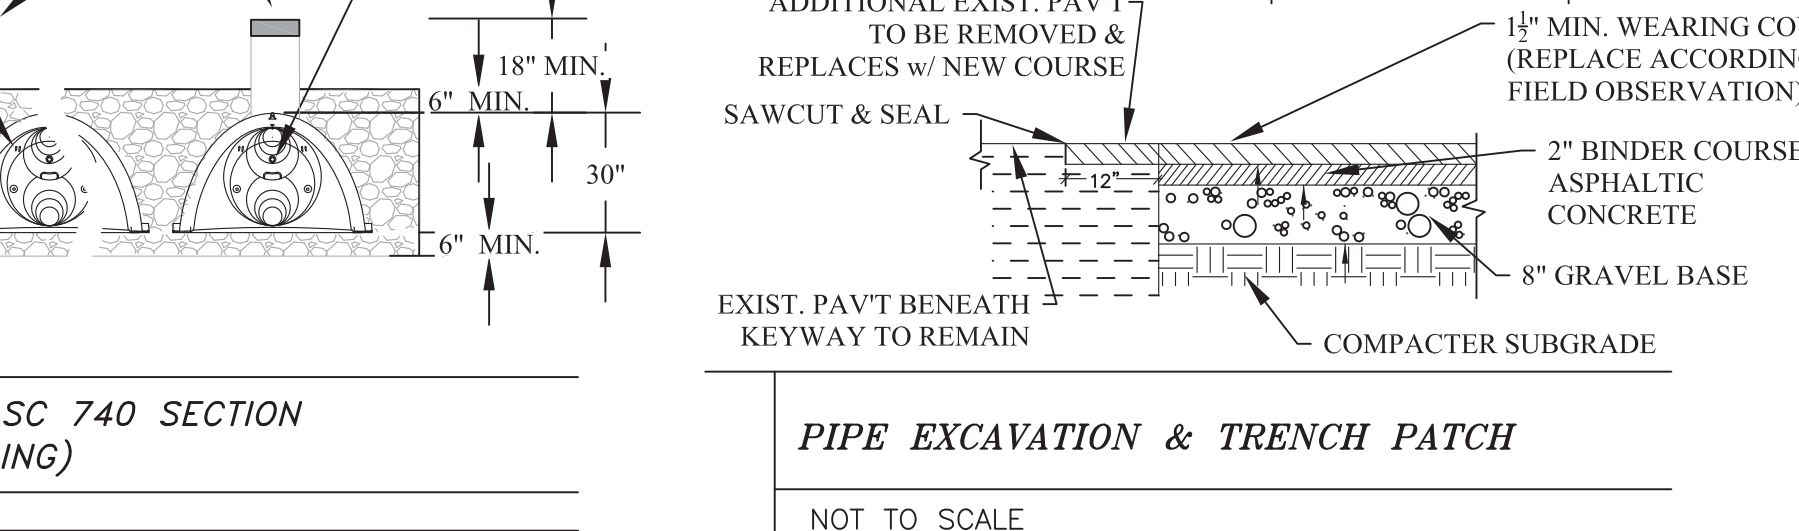 18" MIN.
6" MIN.
30"
6" MIN.
SC 740 SECTION
ING)
ADDITIONAL EXIST. PAV'T
TO BE REMOVED &
REPLACES w/ NEW COURSE
SAWCUT & SEAL
12"
EXIST. PAV'T BENEATH
KEYWAY TO REMAIN
1½" MIN. WEARING CO
(REPLACE ACCORDING
FIELD OBSERVATION)
2" BINDER COURSE
ASPHALTIC
CONCRETE
8" GRAVEL BASE
COMPACTER SUBGRADE
PIPE EXCAVATION & TRENCH PATCH
NOT TO SCALE